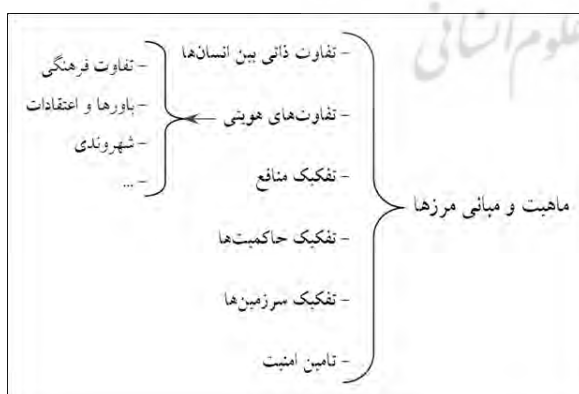 علوم انسانی
ماهیت و مبانی مرزها
- تفاوت ذاتی بین انسان‌ها
- تفاوت‌های هویتی
- تفاوت فرهنگی
- باورها و اعتقادات
- شهروندی
- ...
- تفکیک منافع
- تفکیک حاکمیت‌ها
- تفکیک سرزمین‌ها
- تامین امنیت